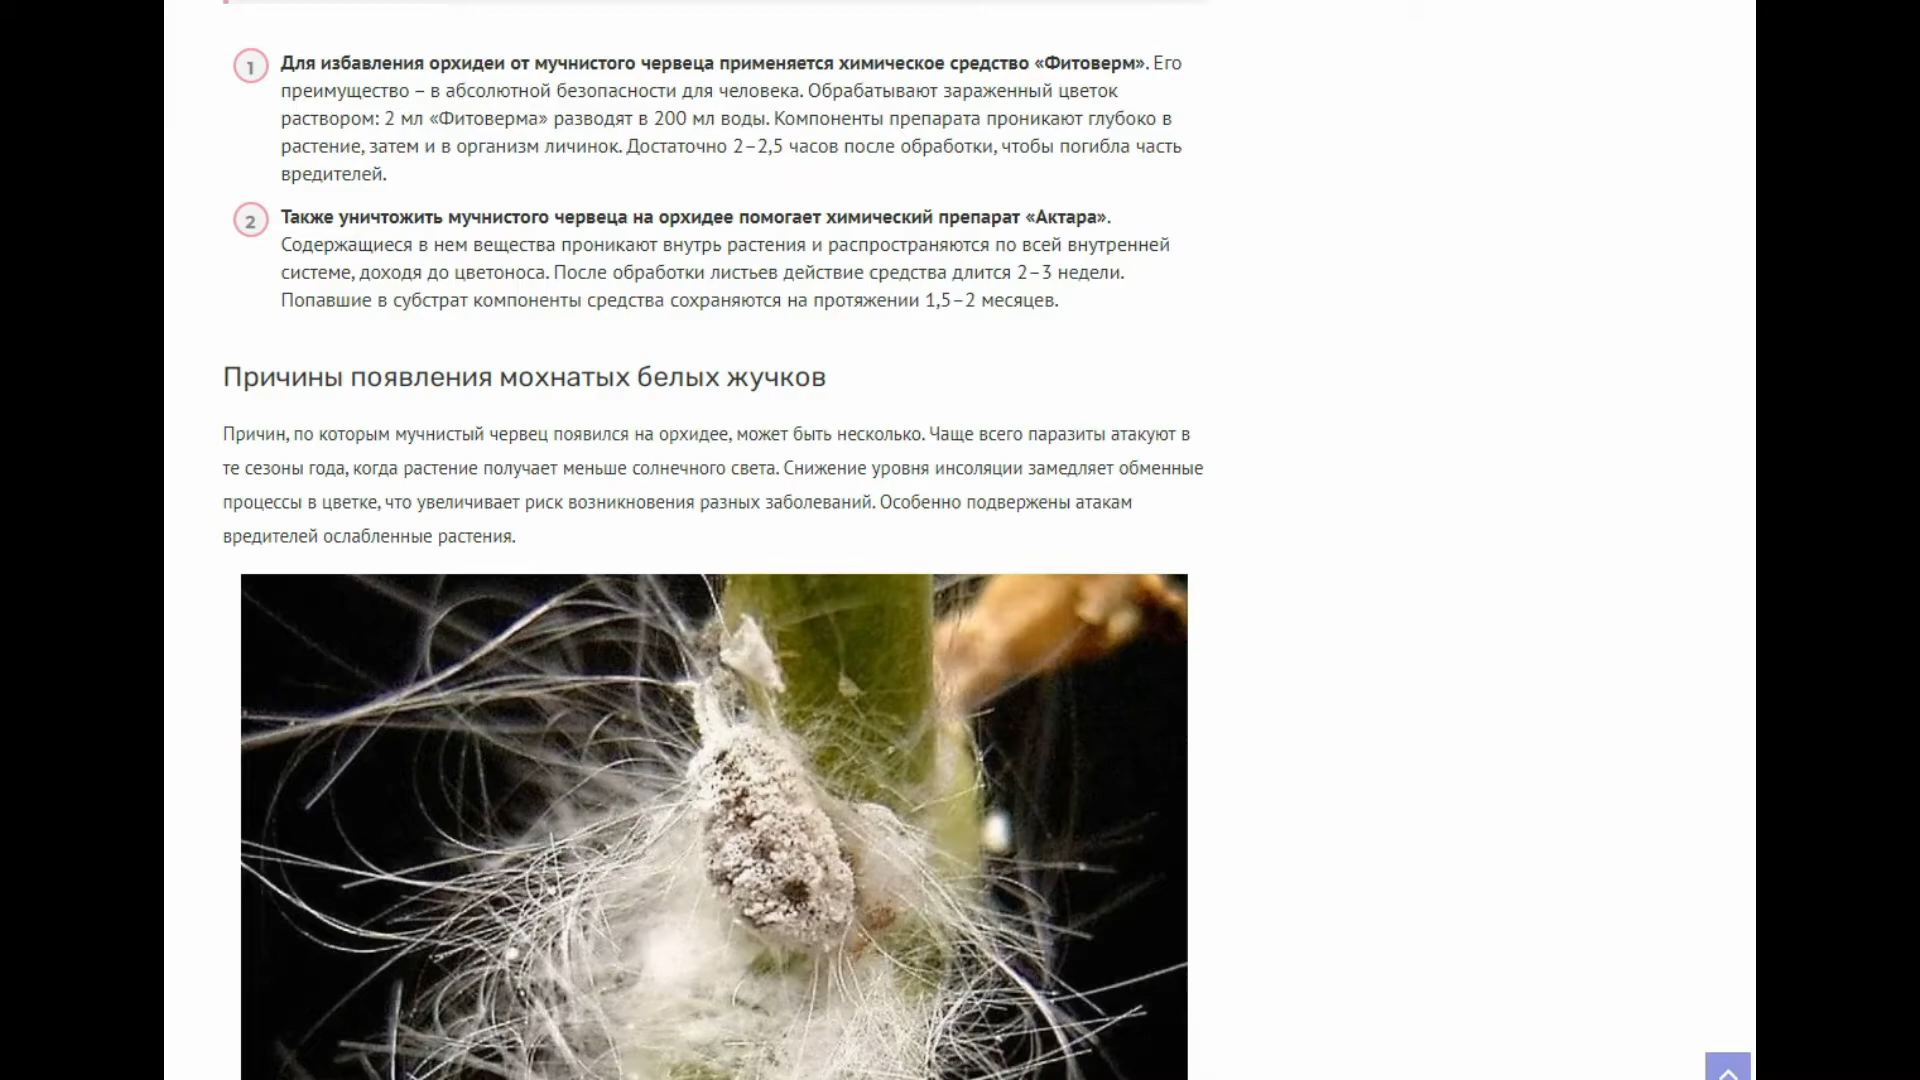 1 Для избавления орхидеи от мучнистого червеца применяется химическое средство «Фитоверм». Его
преимущество – в абсолютной безопасности для человека. Обрабатывают зараженный цветок
раствором: 2 мл «Фитоверма» разводят в 200 мл воды. Компоненты препарата проникают глубоко в
растение, затем и в организм личинок. Достаточно 2–2,5 часов после обработки, чтобы погибла часть
вредителей.
2 Также уничтожить мучнистого червеца на орхидее помогает химический препарат «Актара».
Содержащиеся в нем вещества проникают внутрь растения и распространяются по всей внутренней
системе, доходя до цветоноса. После обработки листьев действие средства длится 2–3 недели.
Попавшие в субстрат компоненты средства сохраняются на протяжении 1,5–2 месяцев.
Причины появления мохнатых белых жучков
Причин, по которым мучнистый червец появился на орхидее, может быть несколько. Чаще всего паразиты атакуют в
те сезоны года, когда растение получает меньше солнечного света. Снижение уровня инсоляции замедляет обменные
процессы в цветке, что увеличивает риск возникновения разных заболеваний. Особенно подвержены атакам
вредителей ослабленные растения.